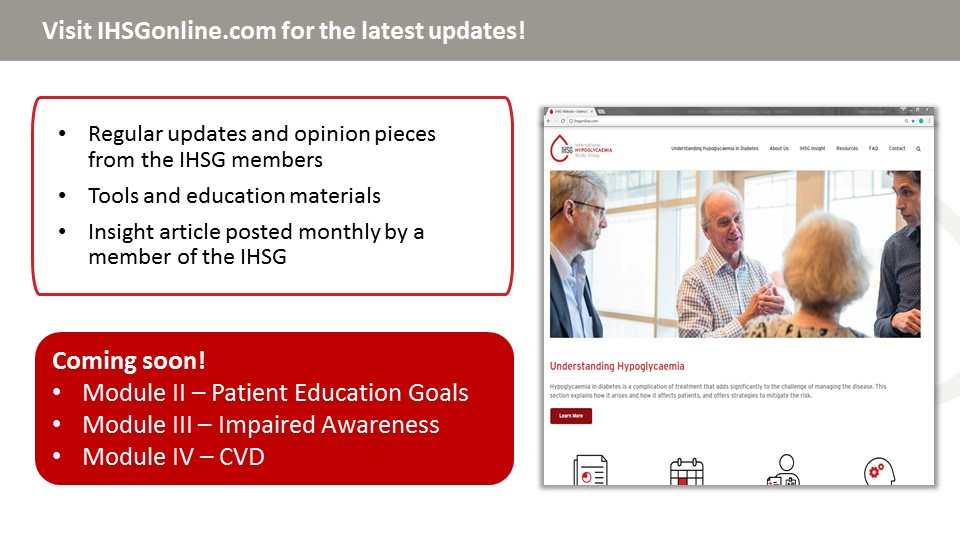 Visit IHSGonline.com for the latest updates!
• Regular updates and opinion pieces
from the IHSG members
• Tools and education materials
• Insight article posted monthly by a
member of the IHSG
Coming soon!
• Module II – Patient Education Goals
• Module III – Impaired Awareness
• Module IV – CVD
ihsgonline.com
IHSG
International
HYPOGLYCAEMIA
Study Group
Understanding Hypoglycaemia in Diabetes About Us IHSG Insight Resources FAQ Contact
Understanding Hypoglycaemia
Hypoglycaemia in diabetes is a complication of treatment that adds significantly to the challenge of managing the disease. This
section explains how it arises and how it affects patients, and offers strategies to mitigate the risk.
Learn More